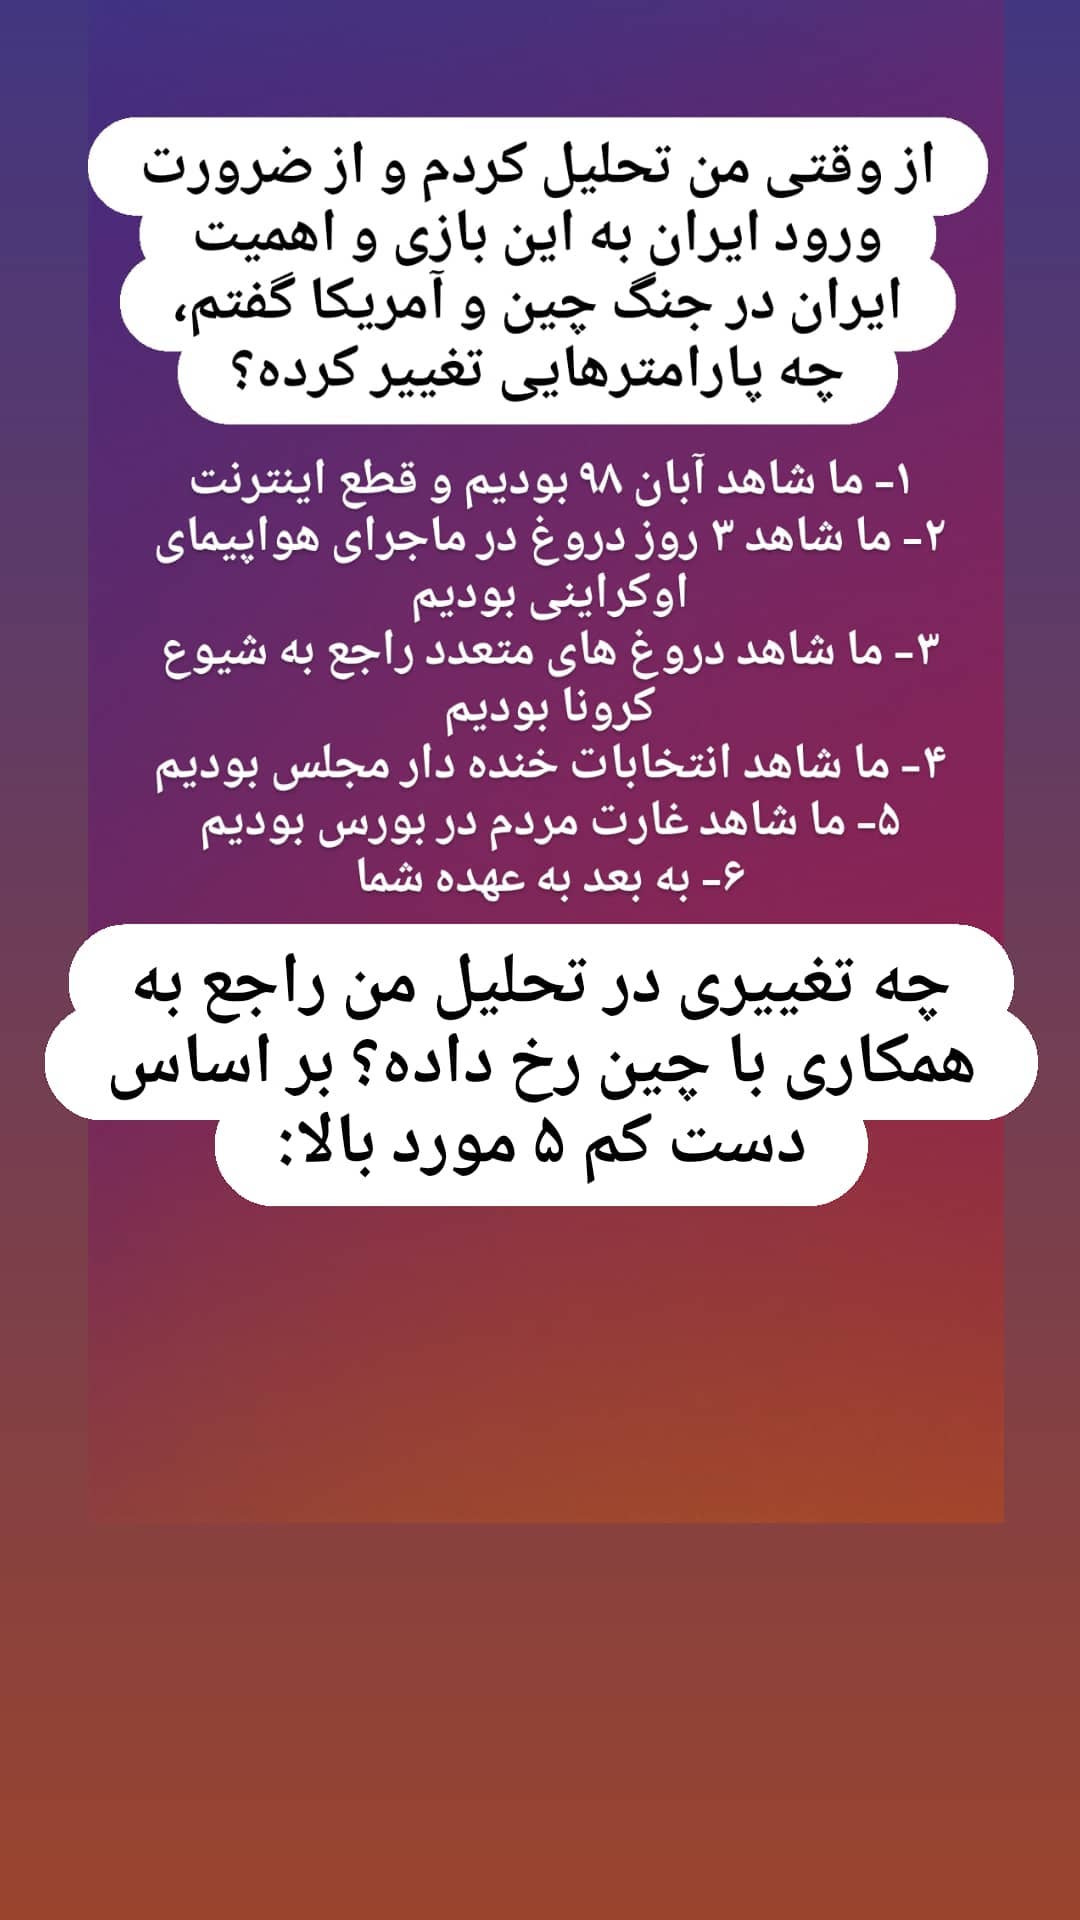 از وقتی من تحلیل کردم و از ضرورت
ورود ایران به این بازی و اهمیت
ایران در جنگ چین و آمریکا گفتم،
چه پارامترهایی تغییر کرده؟
۱- ما شاهد آبان ۹۸ بودیم و قطع اینترنت
۲- ما شاهد ۳ روز دروغ در ماجرای هواپیمای
اوکراینی بودیم
۳- ما شاهد دروغ های متعدد راجع به شیوع
کرونا بودیم
۴- ما شاهد انتخابات خنده دار مجلس بودیم
۵- ما شاهد غارت مردم در بورس بودیم
۶- به بعد به عهده شما
چه تغییری در تحلیل من راجع به
همکاری با چین رخ داده؟ بر اساس
دست کم ۵ مورد بالا: